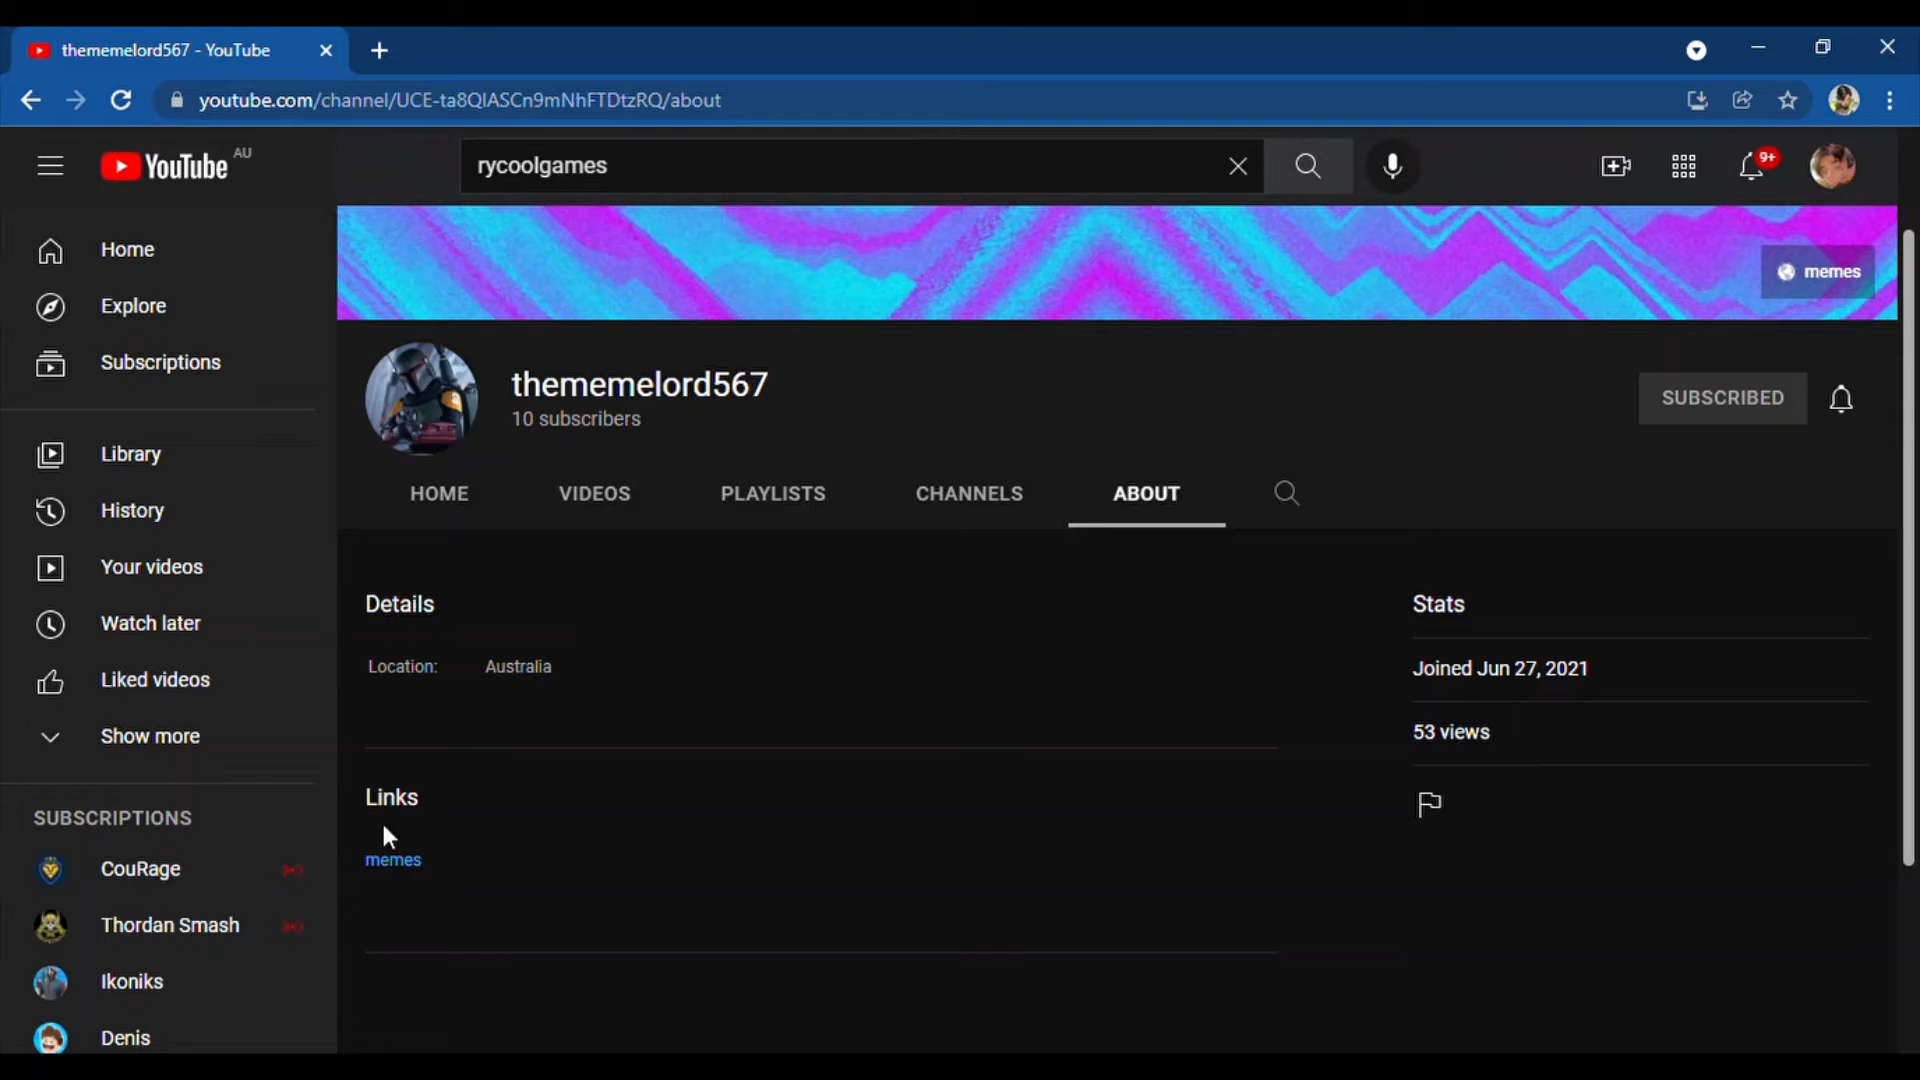 thememelord567 - YouTube
youtube.com/channel/UCE-ta8QIASCn9mNhFTDtzRQ/about
YouTube AU
rycoolgames
9+
Home
Explore
Subscriptions
Library
History
Your videos
Watch later
Liked videos
Show more
SUBSCRIPTIONS
CouRage
Thordan Smash
Ikoniks
Denis
memes
thememelord567
10 subscribers
SUBSCRIBED
HOME
VIDEOS
PLAYLISTS
CHANNELS
ABOUT
Details
Location: Australia
Links
memes
Stats
Joined Jun 27, 2021
53 views